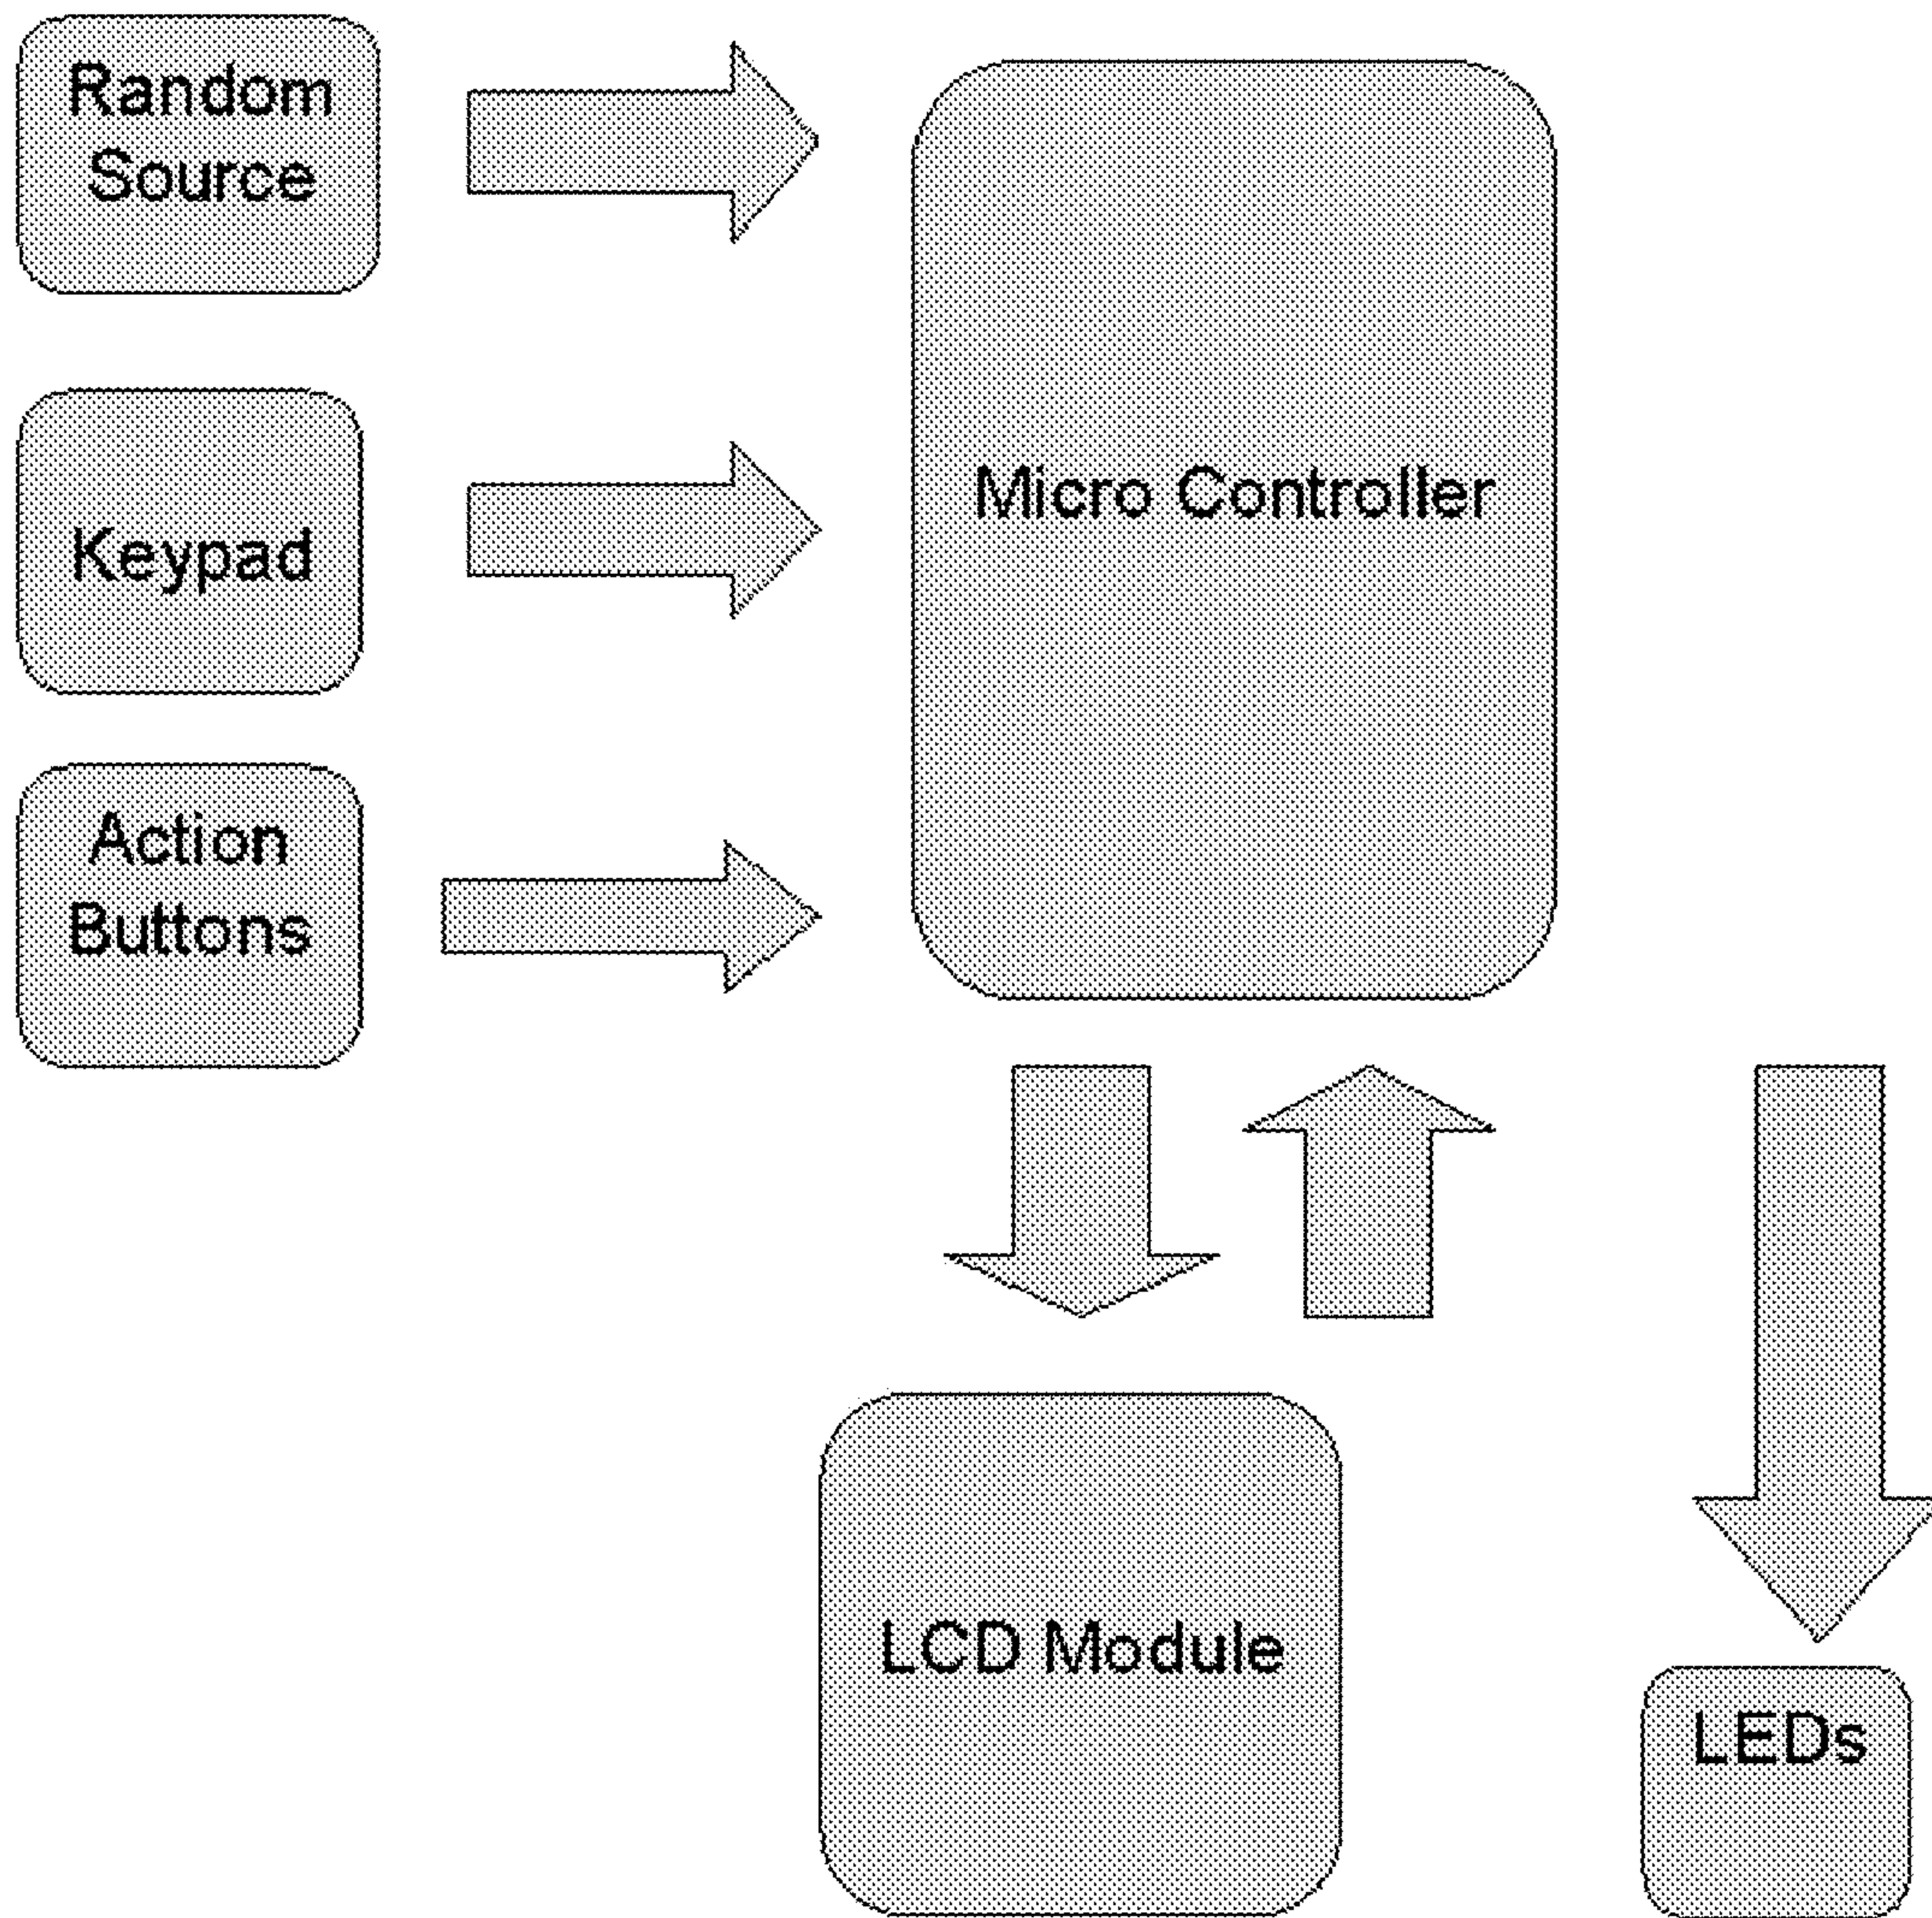 Random
Source
Micro Controller
Keypad
Action
Buttons
LCD Module
LEDs